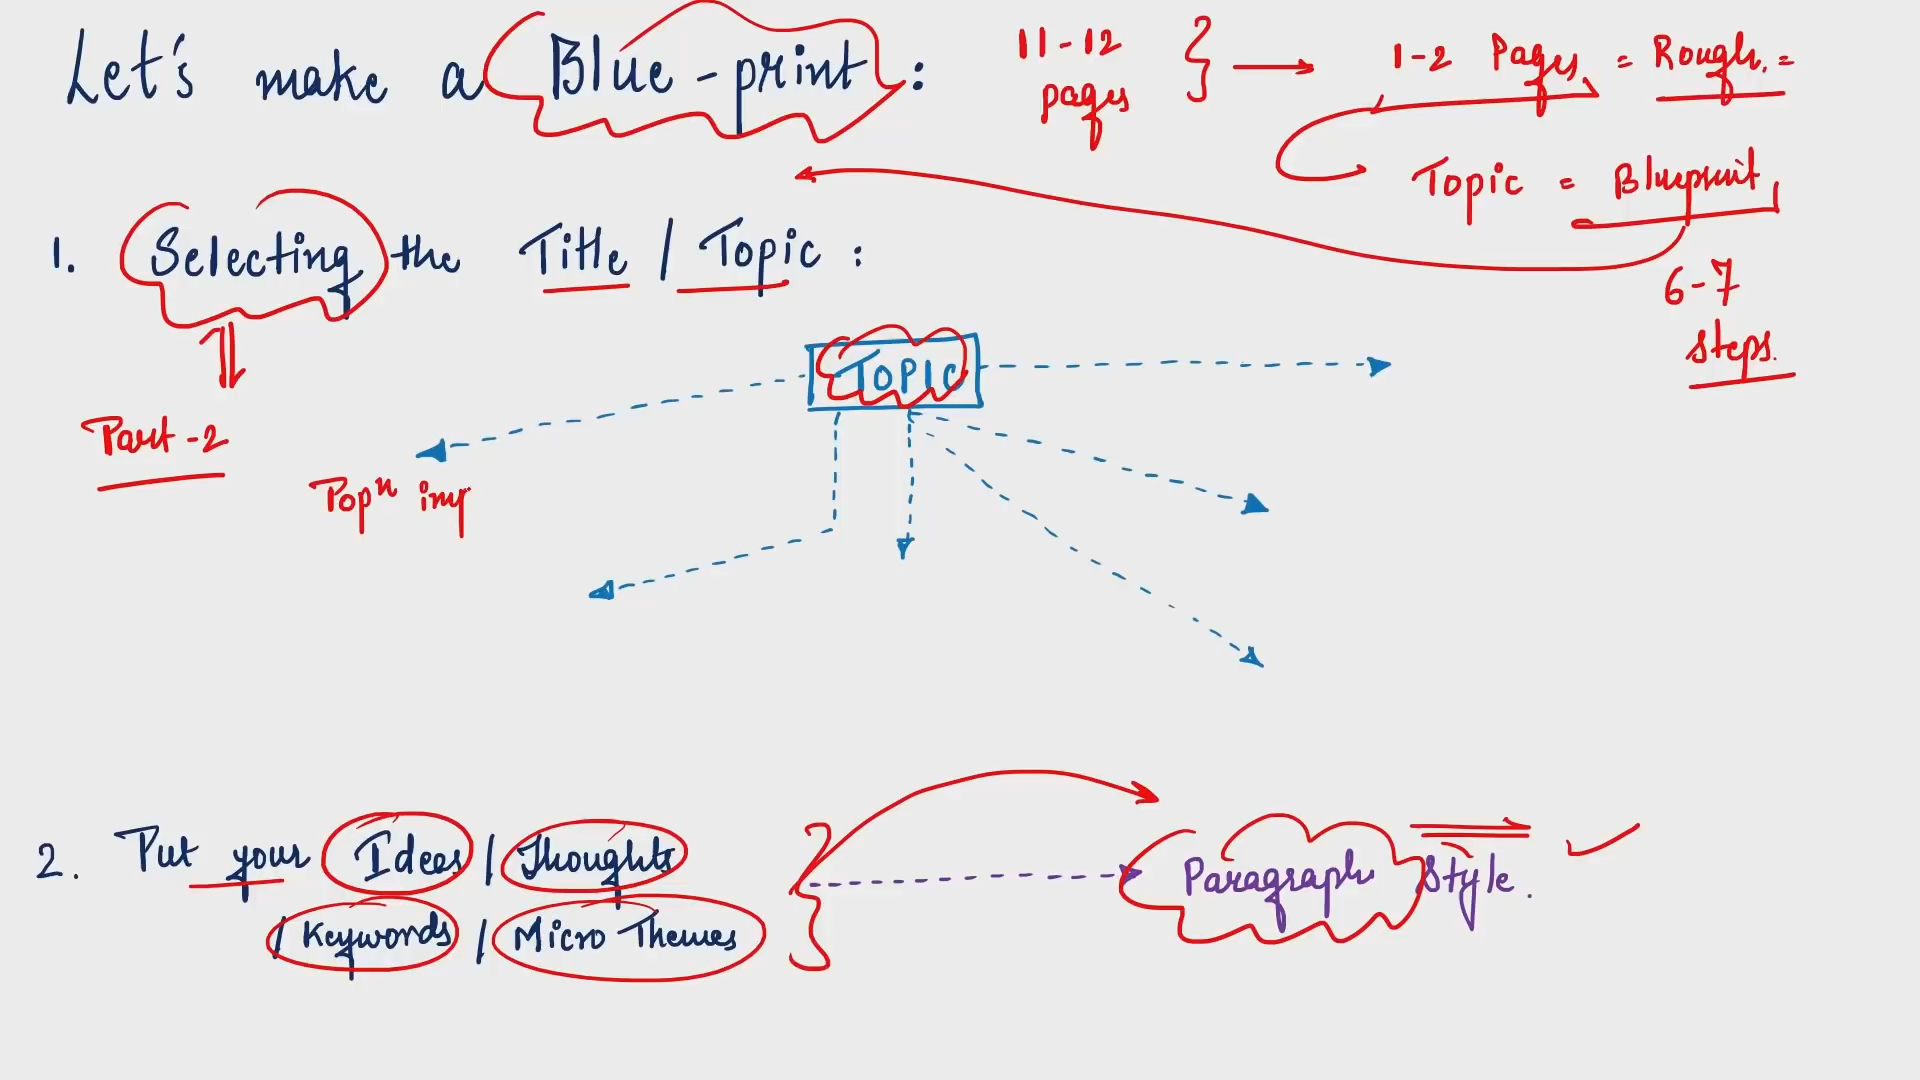 Let's make a Blue-print :
11-12 pages } → 1-2 Pages = Rough. =
Topic = Blueprint
6-7 steps.
1. Selecting the Title / Topic :
Part-2
TOPIC
Popⁿ imp
2. Put your Ideas / Thoughts
/ Keywords / Micro Themes
Paragraph Style.